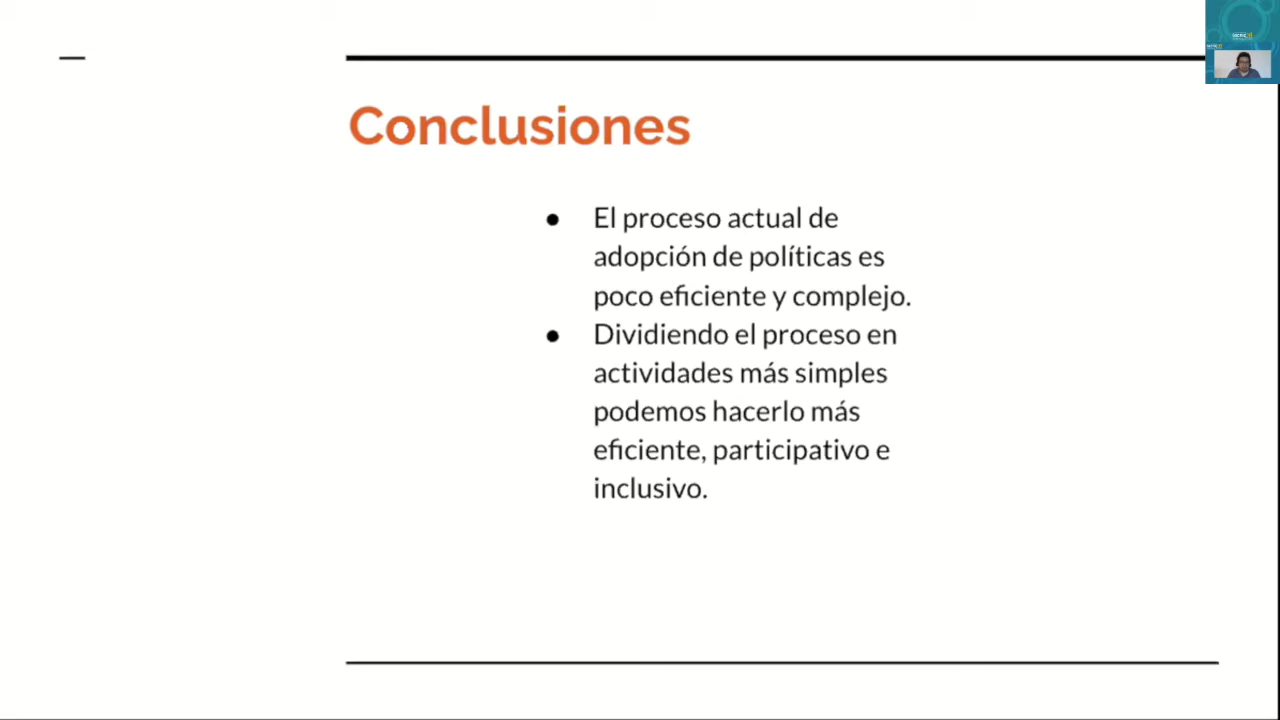 Conclusiones
● El proceso actual de
adopción de políticas es
poco eficiente y complejo.
● Dividiendo el proceso en
actividades más simples
podemos hacerlo más
eficiente, participativo e
inclusivo.